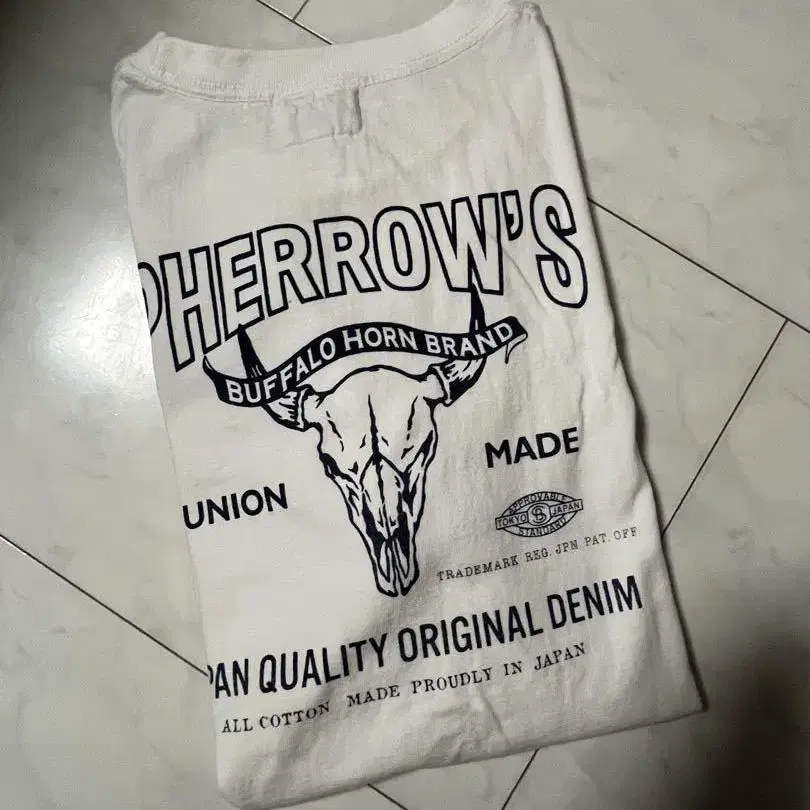 PHERROW'S
BUFFALO HORN BRAND
UNION MADE
APPROVABLE
TOKYO SB JAPAN
STANDARD
TRADEMARK REG. JPN. PAT. OFF
PAN QUALITY ORIGINAL DENIM
ALL COTTON MADE PROUDLY IN JAPAN